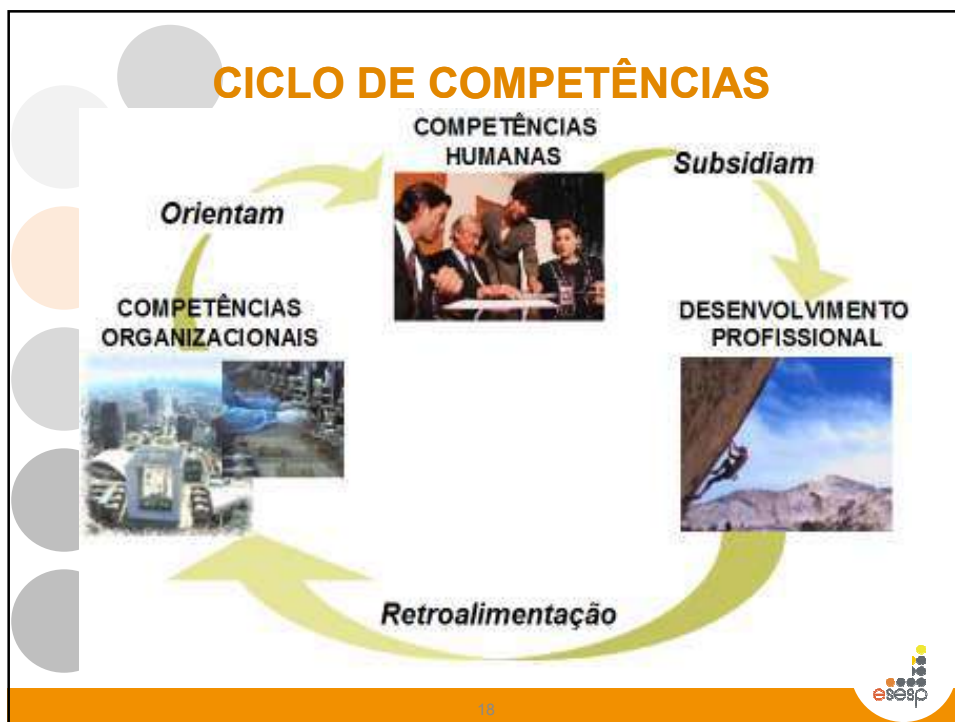 CICLO DE COMPETÊNCIAS
COMPETÊNCIAS
HUMANAS
Subsidiam
Orientam
COMPETÊNCIAS
ORGANIZACIONAIS
DESENVOLVIMENTO
PROFISSIONAL
Retroalimentação
esesp
18